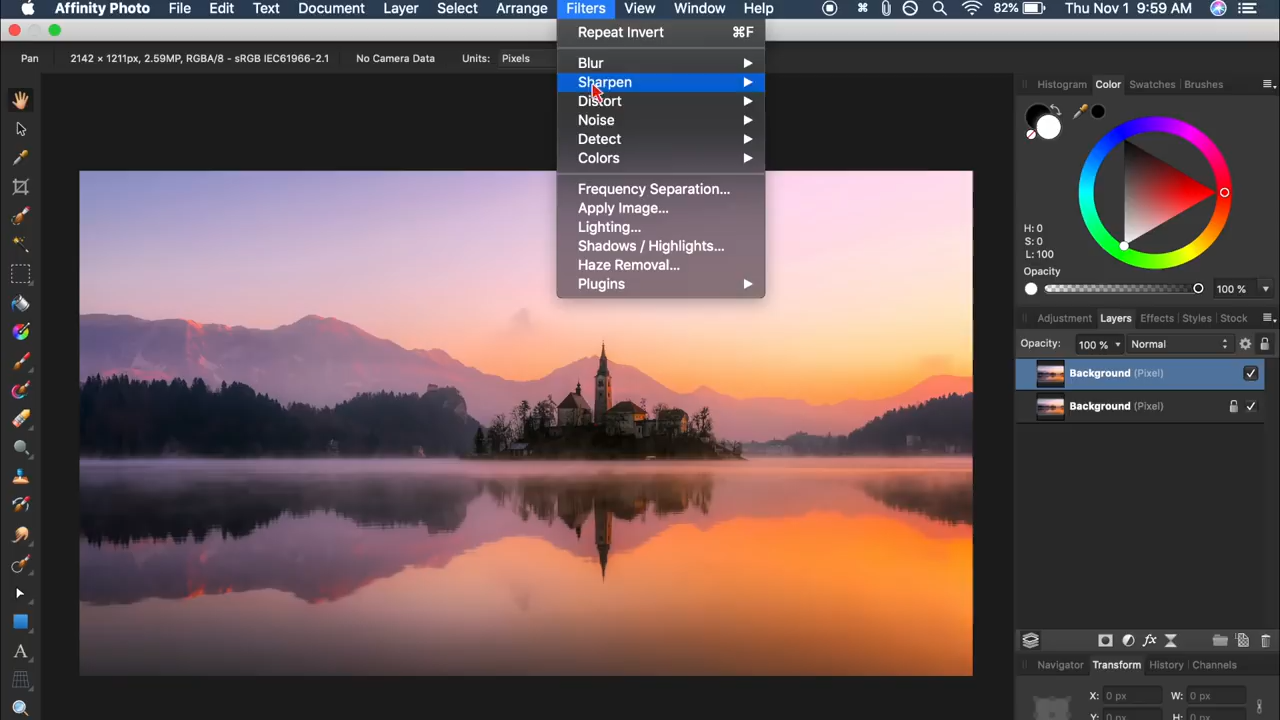 Affinity Photo File Edit Text Document Layer Select Arrange Filters View Window Help 82% Thu Nov 1 9:59 AM
Pan 2142 × 1211px, 2.59MP, RGBA/8 - sRGB IEC61966-2.1 No Camera Data Units: Pixels
Repeat Invert ⌘F
Blur
Sharpen
Distort
Noise
Detect
Colors
Frequency Separation...
Apply Image...
Lighting...
Shadows / Highlights...
Haze Removal...
Plugins
Histogram Color Swatches Brushes
H: 0
S: 0
L: 100
Opacity
100 %
Adjustment Layers Effects Styles Stock
Opacity: 100 % Normal
Background (Pixel)
Background (Pixel)
Navigator Transform History Channels
X: 0 px W: 0 px
Y: 0 px H: 0 px